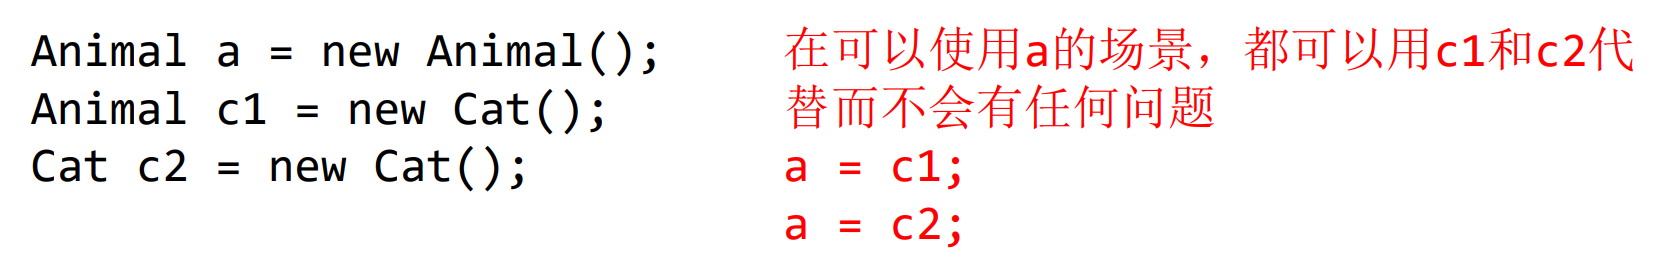 Animal a = new Animal();
Animal c1 = new Cat();
Cat c2 = new Cat();
在可以使用a的场景，都可以用c1和c2代
替而不会有任何问题
a = c1;
a = c2;